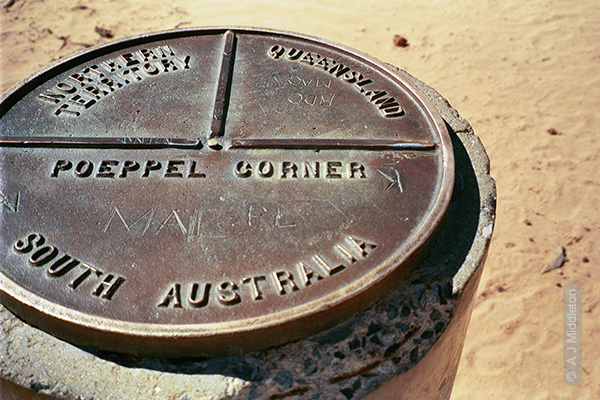 NORTHERN
TERRITORY
QUEENSLAND
POEPPEL CORNER
SOUTH AUSTRALIA
© A J Middleton